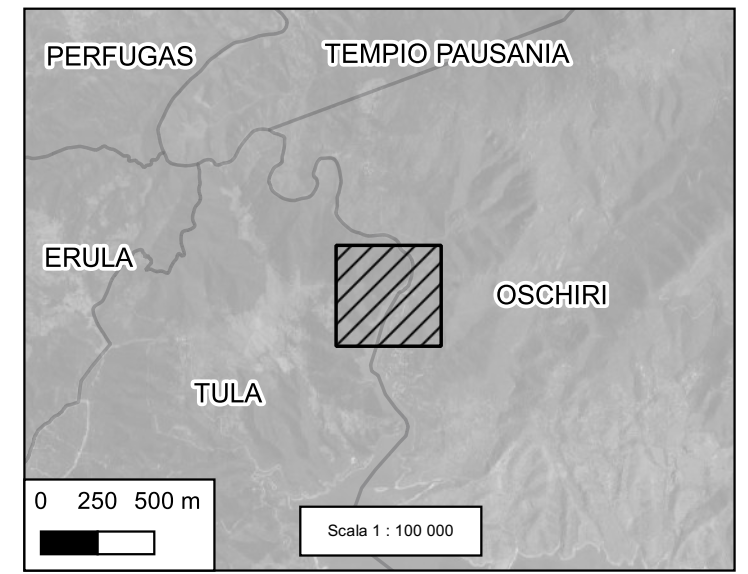 PERFUGAS
TEMPIO PAUSANIA
ERULA
OSCHIRI
TULA
0 250 500 m
Scala 1 : 100 000